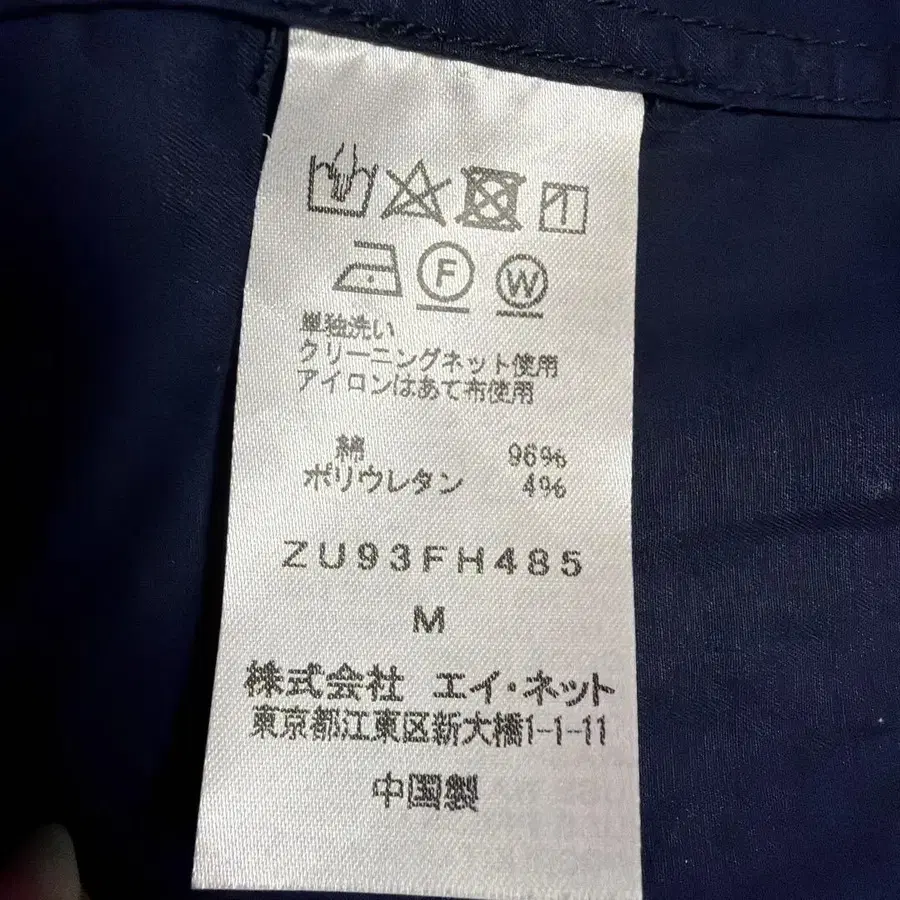 F W
単独洗い
クリーニングネット使用
アイロンはあて布使用
綿 96%
ポリウレタン 4%
ZU93FH485
M
株式会社 エイ・ネット
東京都江東区新大橋1-1-11
中国製